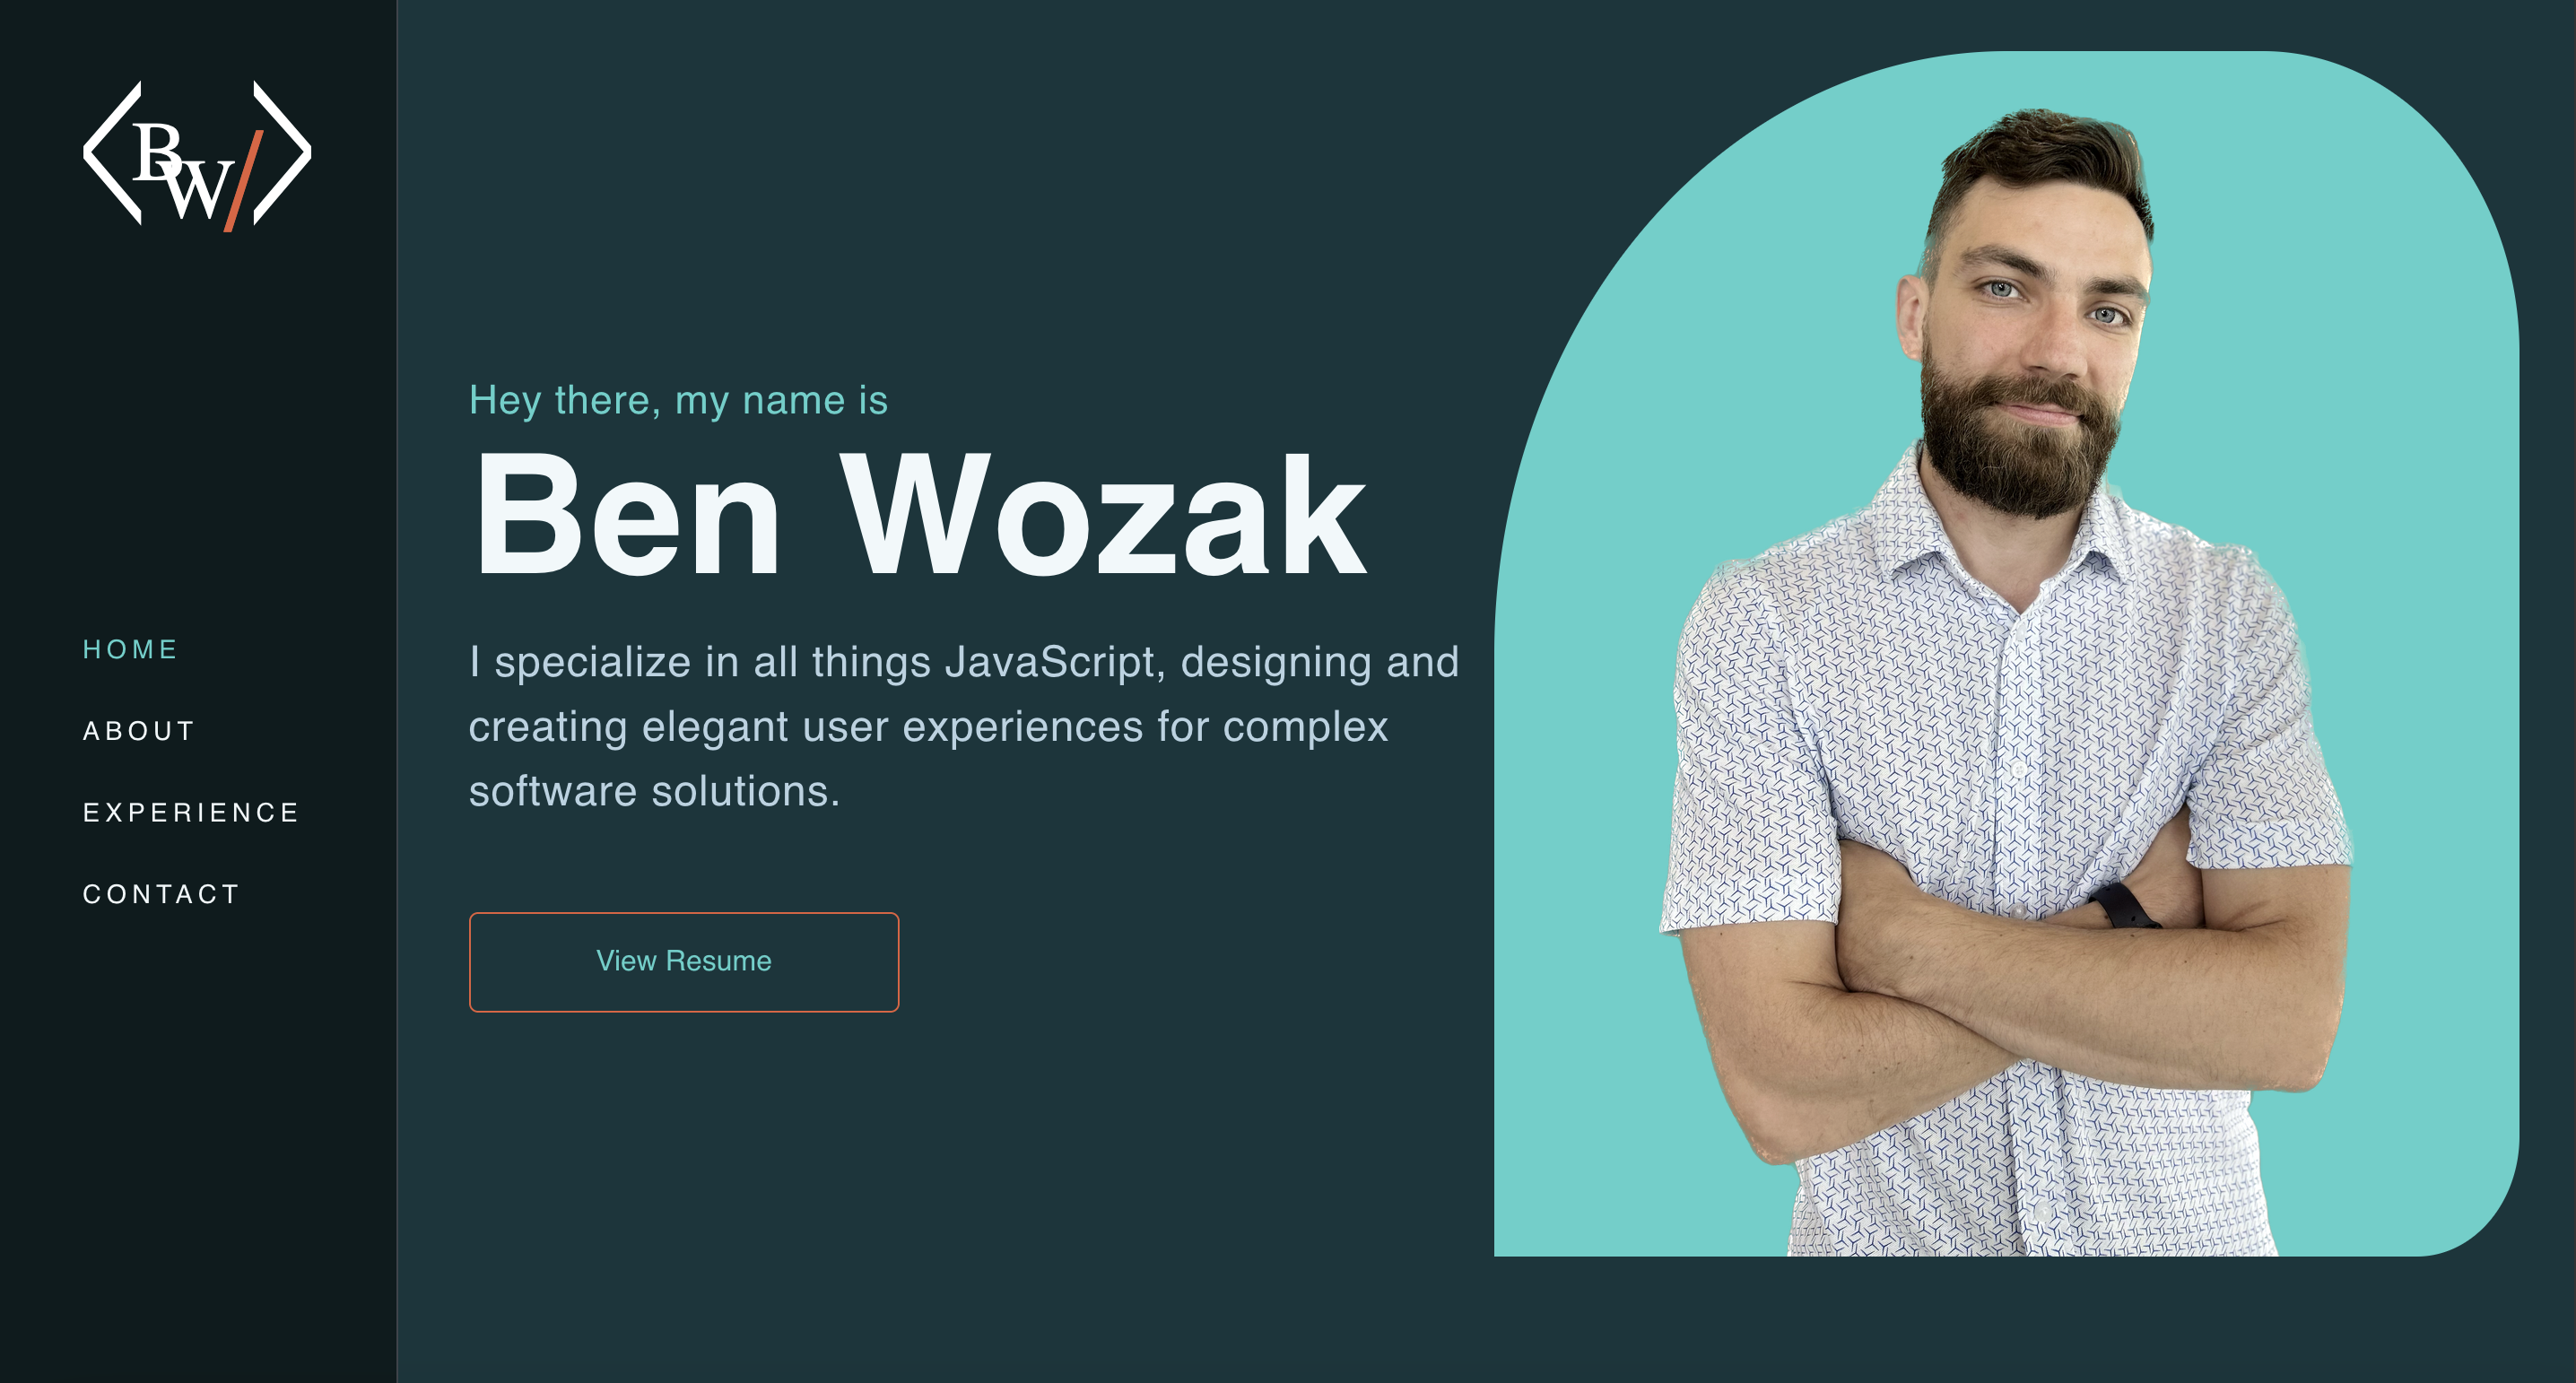 BW/
HOME
ABOUT
EXPERIENCE
CONTACT
Hey there, my name is
Ben Wozak
I specialize in all things JavaScript, designing and
creating elegant user experiences for complex
software solutions.
View Resume